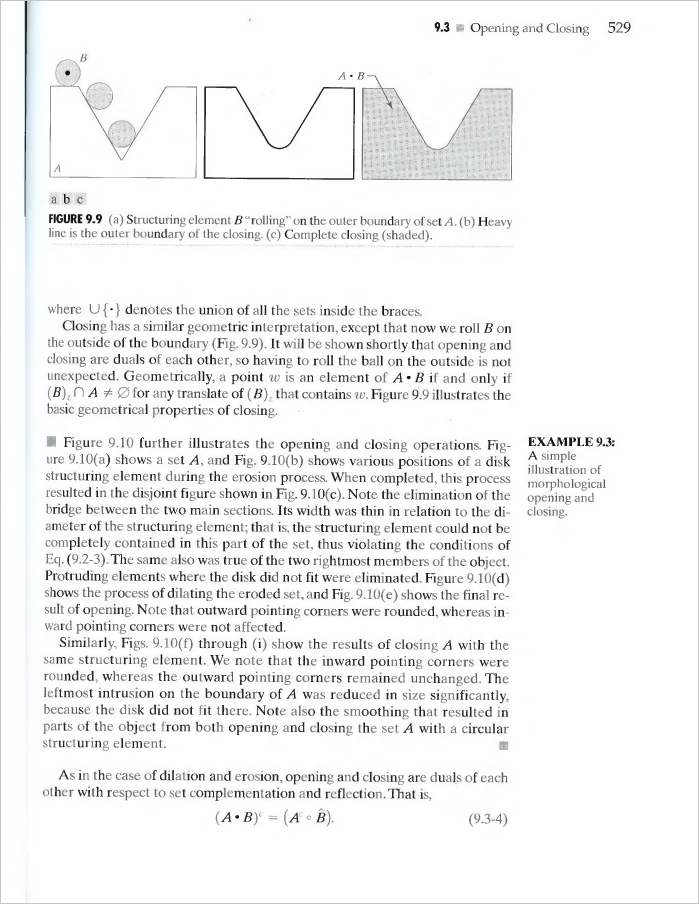 9.3 ■ Opening and Closing 529
B
A • B
A
a b c
FIGURE 9.9 (a) Structuring element B "rolling" on the outer boundary of set A. (b) Heavy
line is the outer boundary of the closing. (c) Complete closing (shaded).
where ∪{·} denotes the union of all the sets inside the braces.
Closing has a similar geometric interpretation, except that now we roll B on
the outside of the boundary (Fig. 9.9). It will be shown shortly that opening and
closing are duals of each other, so having to roll the ball on the outside is not
unexpected. Geometrically, a point w is an element of A • B if and only if
(B)z ∩ A ≠ ∅ for any translate of (B)z that contains w. Figure 9.9 illustrates the
basic geometrical properties of closing.
■ Figure 9.10 further illustrates the opening and closing operations. Fig-
ure 9.10(a) shows a set A, and Fig. 9.10(b) shows various positions of a disk
structuring element during the erosion process. When completed, this process
resulted in the disjoint figure shown in Fig. 9.10(c). Note the elimination of the
bridge between the two main sections. Its width was thin in relation to the di-
ameter of the structuring element; that is, the structuring element could not be
completely contained in this part of the set, thus violating the conditions of
Eq. (9.2-3). The same also was true of the two rightmost members of the object.
Protruding elements where the disk did not fit were eliminated. Figure 9.10(d)
shows the process of dilating the eroded set, and Fig. 9.10(e) shows the final re-
sult of opening. Note that outward pointing corners were rounded, whereas in-
ward pointing corners were not affected.
Similarly, Figs. 9.10(f) through (i) show the results of closing A with the
same structuring element. We note that the inward pointing corners were
rounded, whereas the outward pointing corners remained unchanged. The
leftmost intrusion on the boundary of A was reduced in size significantly,
because the disk did not fit there. Note also the smoothing that resulted in
parts of the object from both opening and closing the set A with a circular
structuring element. ■
EXAMPLE 9.3:
A simple
illustration of
morphological
opening and
closing.
As in the case of dilation and erosion, opening and closing are duals of each
other with respect to set complementation and reflection. That is,
(A • B)ᶜ = (Aᶜ ∘ B̂). (9.3-4)